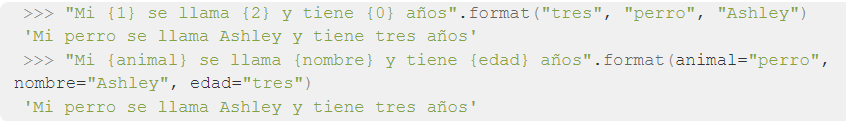 >>> "Mi {1} se llama {2} y tiene {0} años".format("tres", "perro", "Ashley")
'Mi perro se llama Ashley y tiene tres años'
>>> "Mi {animal} se llama {nombre} y tiene {edad} años".format(animal="perro",
nombre="Ashley", edad="tres")
'Mi perro se llama Ashley y tiene tres años'